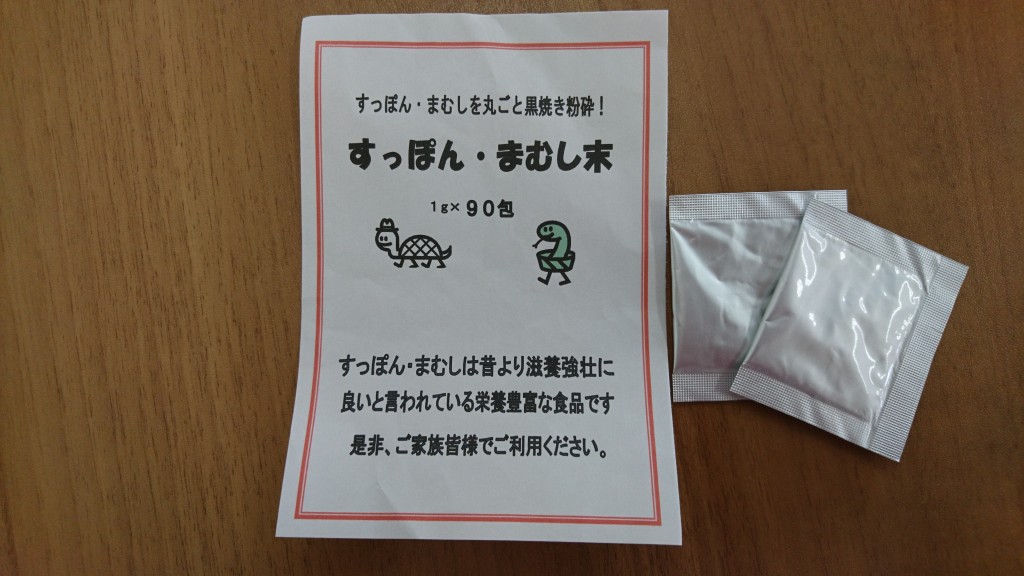 すっぽん・まむしを丸ごと黒焼き粉砕！
すっぽん・まむし末
1g×90包
すっぽん・まむしは昔より滋養強壮に
良いと言われている栄養豊富な食品です
是非、ご家族皆様でご利用ください。